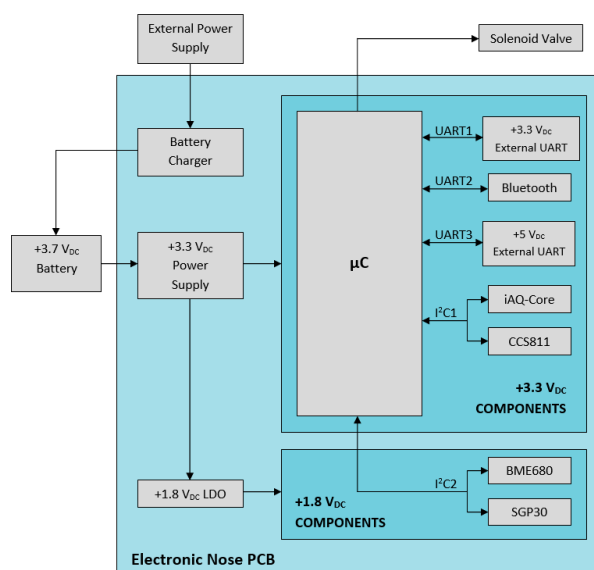 External Power
Supply
Solenoid Valve
Battery
Charger
UART1
+3.3 VDC
External UART
UART2
Bluetooth
+3.7 VDC
Battery
+3.3 VDC
Power
Supply
µC
UART3
+5 VDC
External UART
I²C1
iAQ-Core
CCS811
+3.3 VDC
COMPONENTS
+1.8 VDC LDO
+1.8 VDC
COMPONENTS
I²C2
BME680
SGP30
Electronic Nose PCB